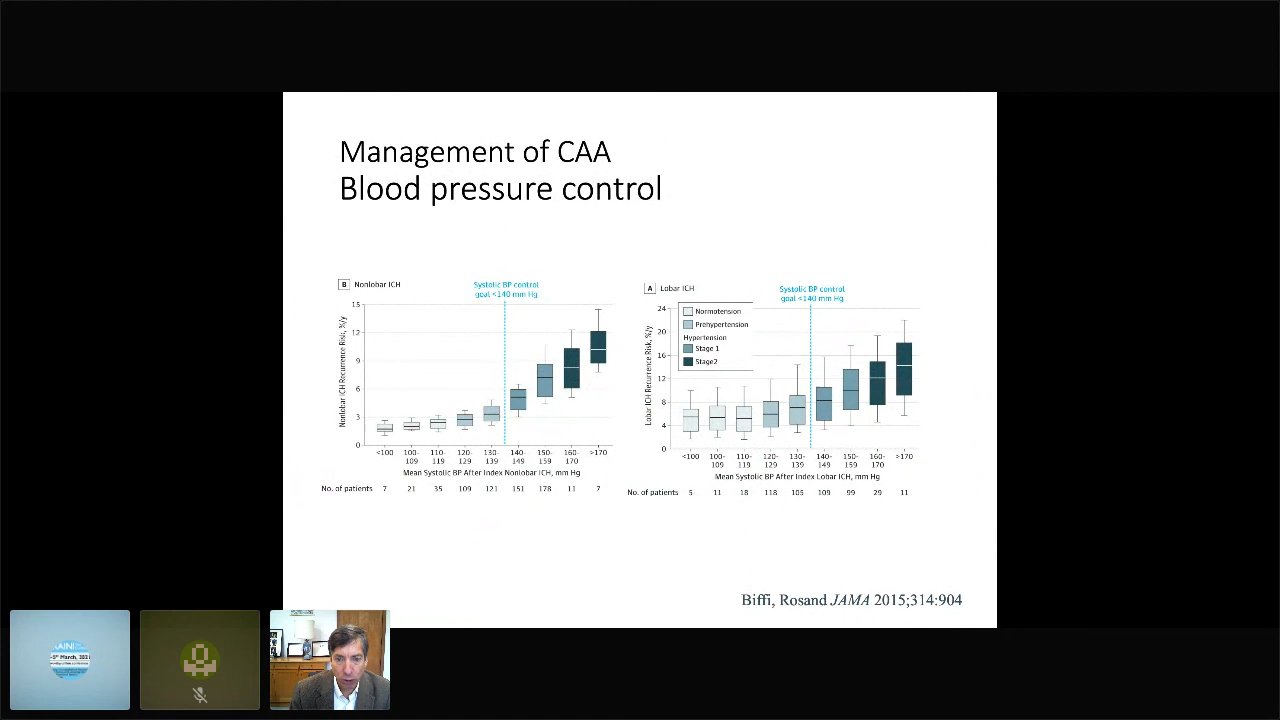 Management of CAA
Blood pressure control
B Nonlobar ICH
Systolic BP control
goal <140 mm Hg
Nonlobar ICH Recurrence Risk, %/y
15
12
9
6
3
0
<100 100-109 110-119 120-129 130-139 140-149 150-159 160-170 >170
Mean Systolic BP After Index Nonlobar ICH, mm Hg
No. of patients 7 21 35 109 121 151 178 11 7
A Lobar ICH
Systolic BP control
goal <140 mm Hg
Normotension
Prehypertension
Hypertension
Stage 1
Stage2
Lobar ICH Recurrence Risk, %/y
24
20
16
12
8
4
0
<100 100-109 110-119 120-129 130-139 140-149 150-159 160-170 >170
Mean Systolic BP After Index Lobar ICH, mm Hg
No. of patients 5 11 18 118 105 109 99 29 11
Biffi, Rosand JAMA 2015;314:904